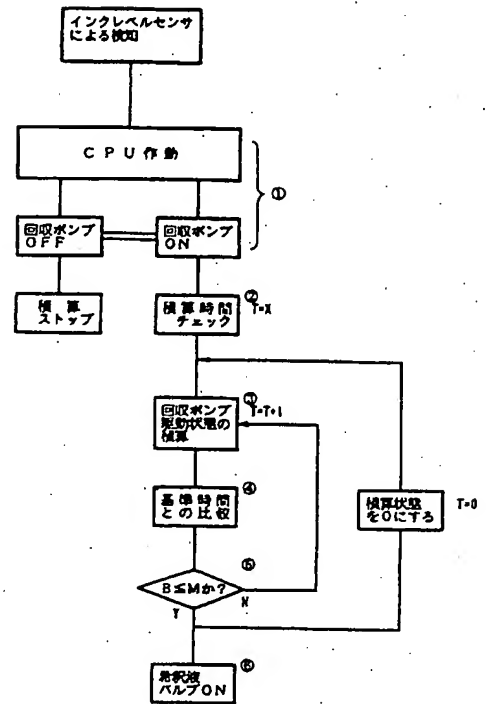 インクレベルセンサ
による検知
CPU作動
①
回収ポンプ
OFF
回収ポンプ
ON
積算
ストップ
②
積算時間
チェック
T=X
③
回収ポンプ
駆動状態の
積算
T=T+1
④
基準時間
との比較
積算状態
を0にする
T=0
⑤
B≦Mか?
Y
N
⑥
希釈液
バルブON